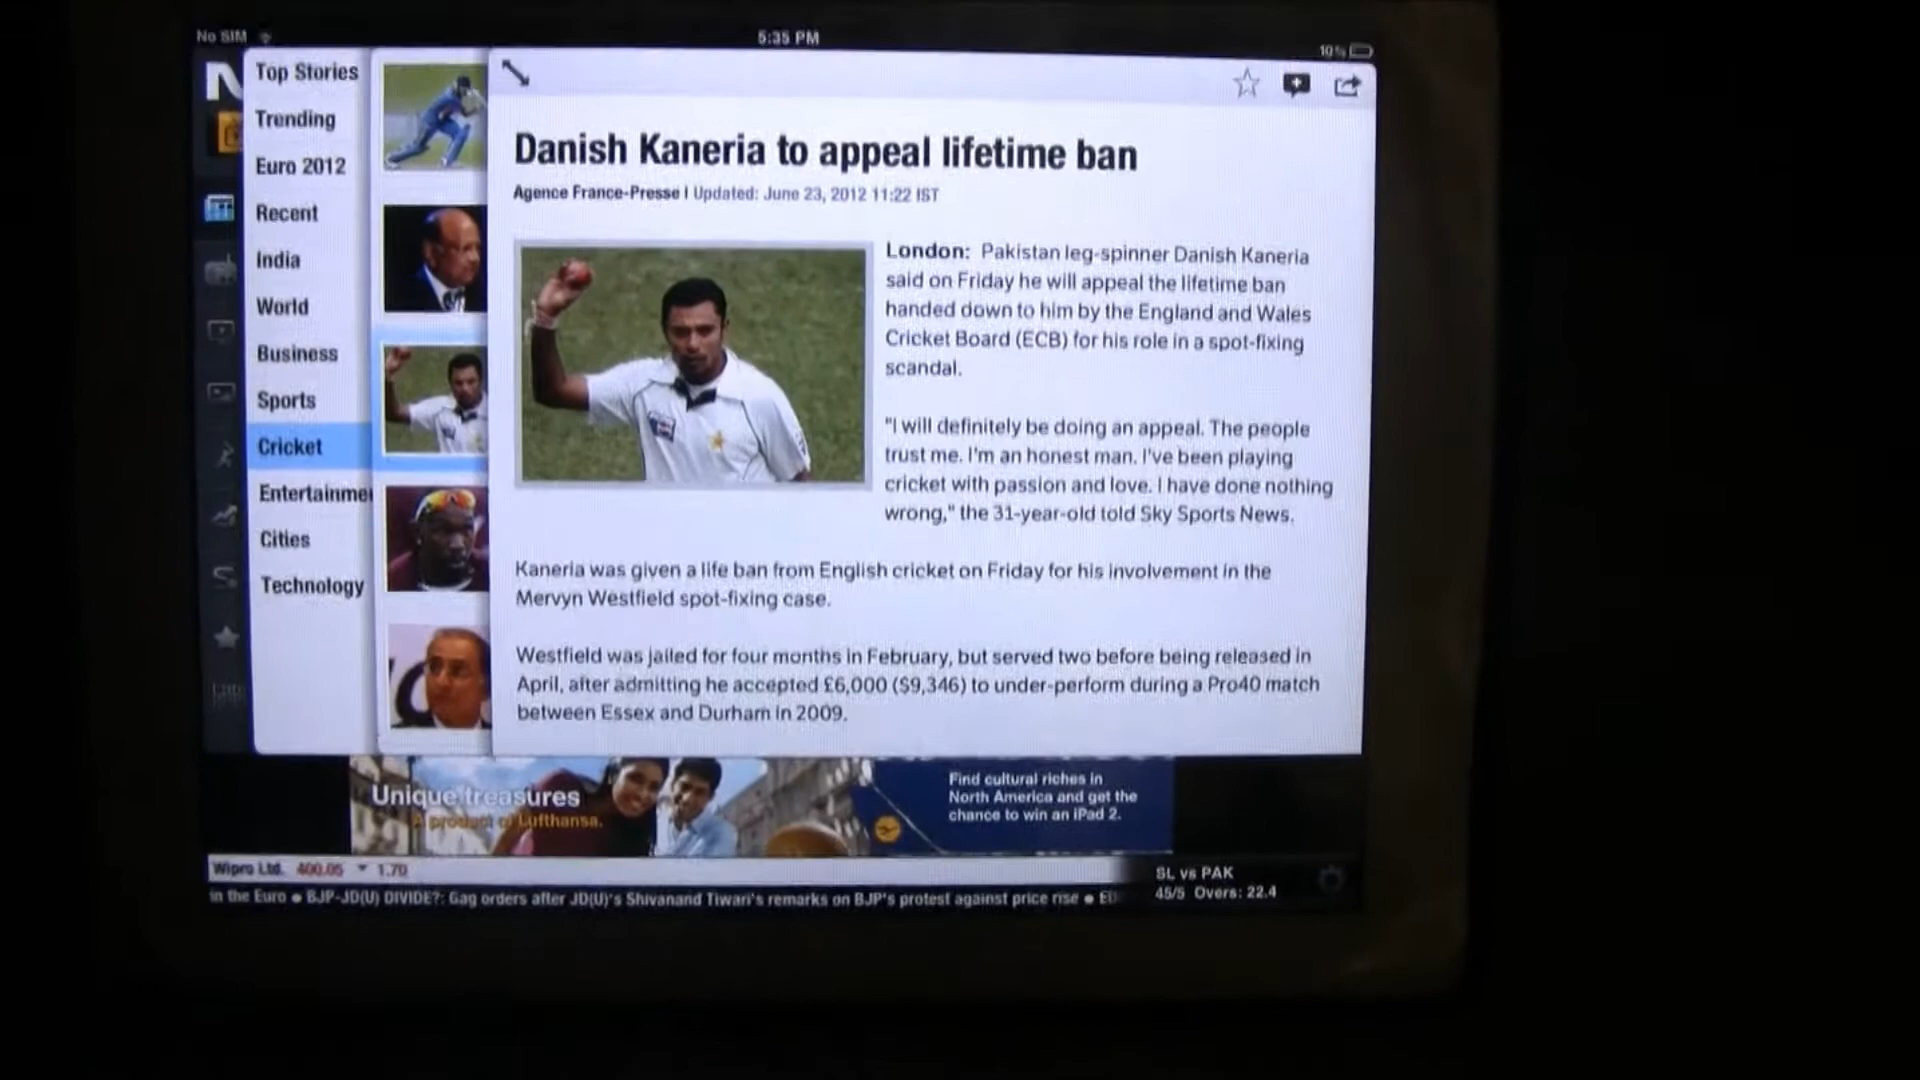 No SIM
5:35 PM
10%
N
Top Stories
Trending
Euro 2012
Recent
India
World
Business
Sports
Cricket
Entertainme
Cities
Technology
Danish Kaneria to appeal lifetime ban
Agence France-Presse | Updated: June 23, 2012 11:22 IST
London: Pakistan leg-spinner Danish Kaneria
said on Friday he will appeal the lifetime ban
handed down to him by the England and Wales
Cricket Board (ECB) for his role in a spot-fixing
scandal.
"I will definitely be doing an appeal. The people
trust me. I'm an honest man. I've been playing
cricket with passion and love. I have done nothing
wrong," the 31-year-old told Sky Sports News.
Kaneria was given a life ban from English cricket on Friday for his involvement in the
Mervyn Westfield spot-fixing case.
Westfield was jailed for four months in February, but served two before being released in
April, after admitting he accepted £6,000 ($9,346) to under-perform during a Pro40 match
between Essex and Durham in 2009.
Unique treasures
A product of Lufthansa.
Find cultural riches in
North America and get the
chance to win an iPad 2.
Wipro Ltd. 400.05 1.70
SL vs PAK
45/5 Overs: 22.4
in the Euro ● BJP-JD(U) DIVIDE?: Gag orders after JD(U)'s Shivanand Tiwari's remarks on BJP's protest against price rise ●